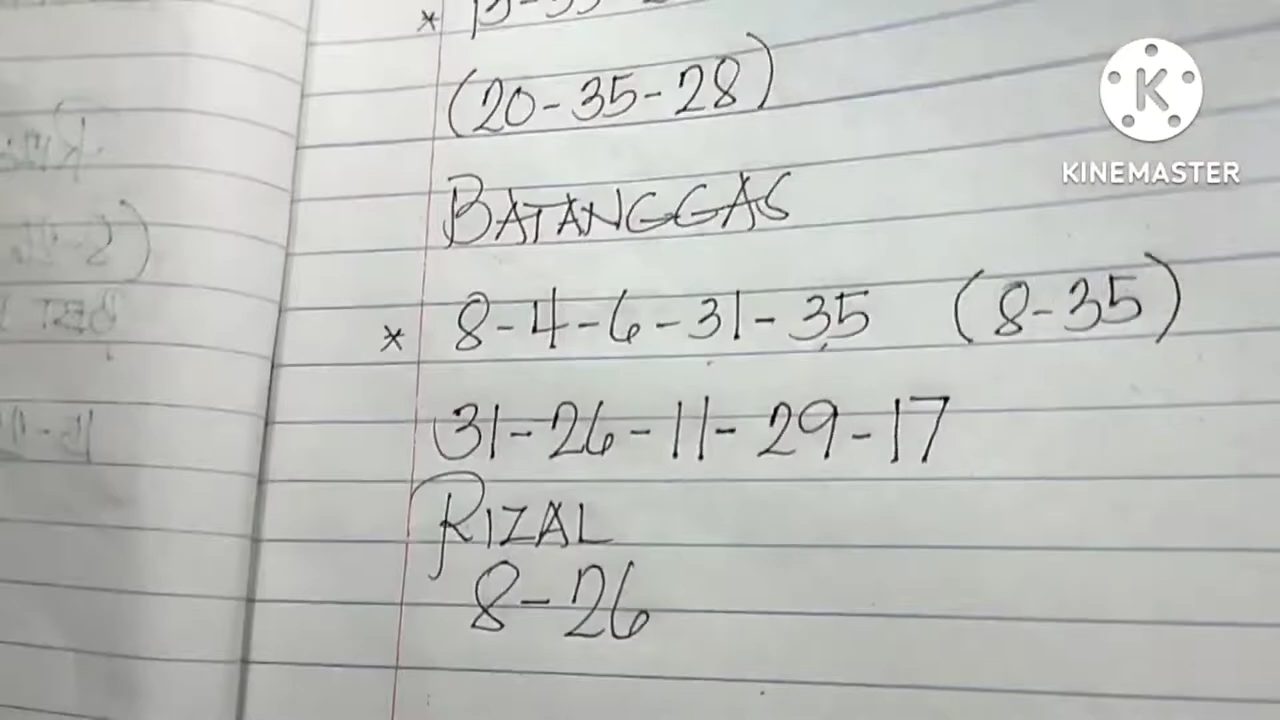 (20-35-28)
BATANGGAS
* 8-4-6-31-35 (8-35)
31-26-11-29-17
RIZAL
8-26
KINEMASTER